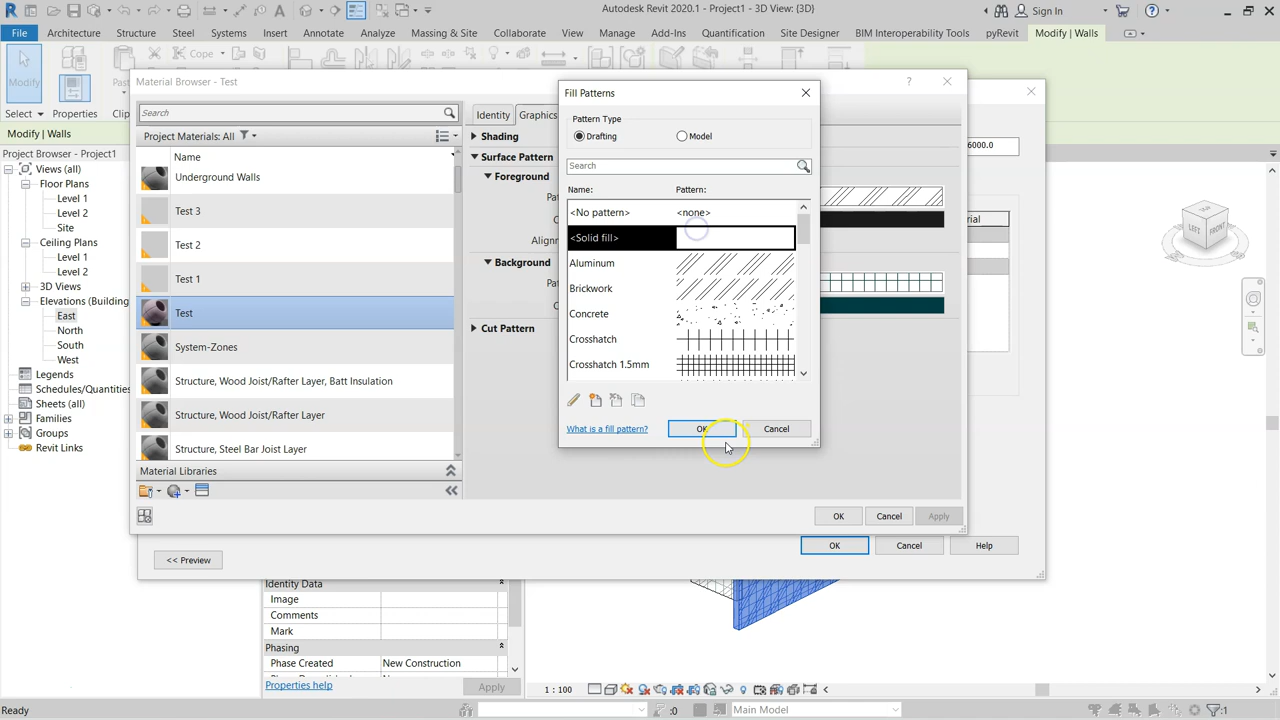 Autodesk Revit 2020.1 - Project1 - 3D View: {3D}
Sign In
File Architecture Structure Steel Systems Insert Annotate Analyze Massing & Site Collaborate View Manage Add-Ins Quantification Site Designer BIM Interoperability Tools pyRevit Modify | Walls
Modify
Cope
Select
Properties
Modify | Walls
Project Browser - Project1
Views (all)
Floor Plans
Level 1
Level 2
Site
Ceiling Plans
Level 1
Level 2
3D Views
Elevations (Building
East
North
South
West
Legends
Schedules/Quantities
Sheets (all)
Families
Groups
Revit Links
Material Browser - Test
Search
Project Materials: All
Name
Underground Walls
Test 3
Test 2
Test 1
Test
System-Zones
Structure, Wood Joist/Rafter Layer, Batt Insulation
Structure, Wood Joist/Rafter Layer
Structure, Steel Bar Joist Layer
Material Libraries
Identity Graphics
Shading
Surface Pattern
Foreground
Background
Cut Pattern
OK Cancel Apply
Fill Patterns
Pattern Type
Drafting Model
Search
Name: Pattern:
<No pattern> <none>
<Solid fill>
Aluminum
Brickwork
Concrete
Crosshatch
Crosshatch 1.5mm
What is a fill pattern?
OK Cancel
6000.0
LEFT FRONT
<< Preview
OK Cancel Help
Identity Data
Image
Comments
Mark
Phasing
Phase Created New Construction
Properties help
Apply
1 : 100
Ready
:0
Main Model
:1